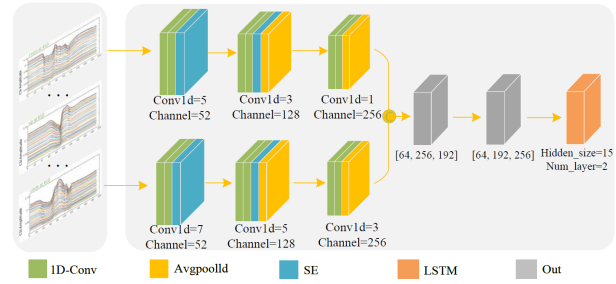 Conv1d=5
Channel=52
Conv1d=3
Channel=128
Conv1d=1
Channel=256
[64, 256, 192]
[64, 192, 256]
Hidden_size=15
Num_layer=2
Conv1d=7
Channel=52
Conv1d=5
Channel=128
Conv1d=3
Channel=256
1D-Conv
Avgpoolld
SE
LSTM
Out